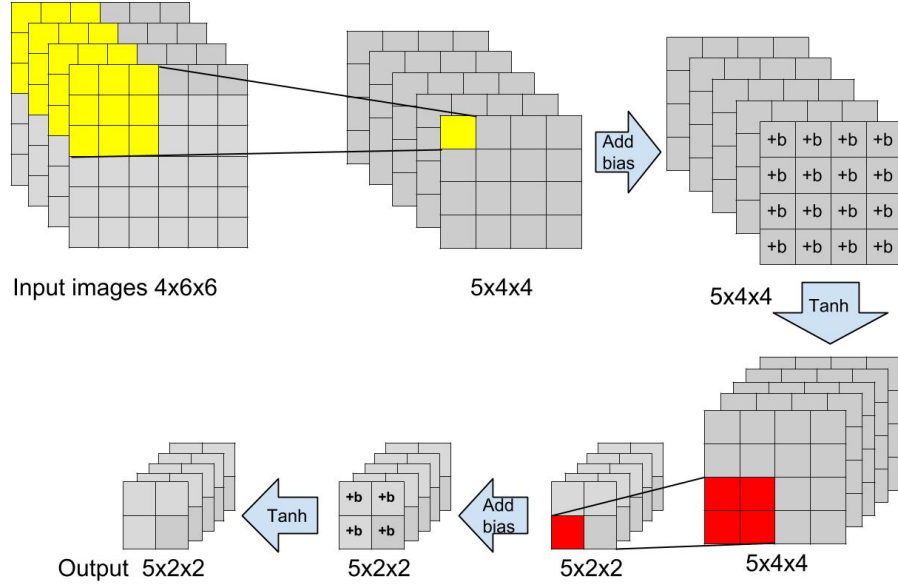 Add
bias
+b +b +b +b
+b +b +b +b
+b +b +b +b
+b +b +b +b
Input images 4x6x6
5x4x4
5x4x4
Tanh
+b +b
+b +b
Tanh
Add
bias
Output 5x2x2
5x2x2
5x2x2
5x4x4